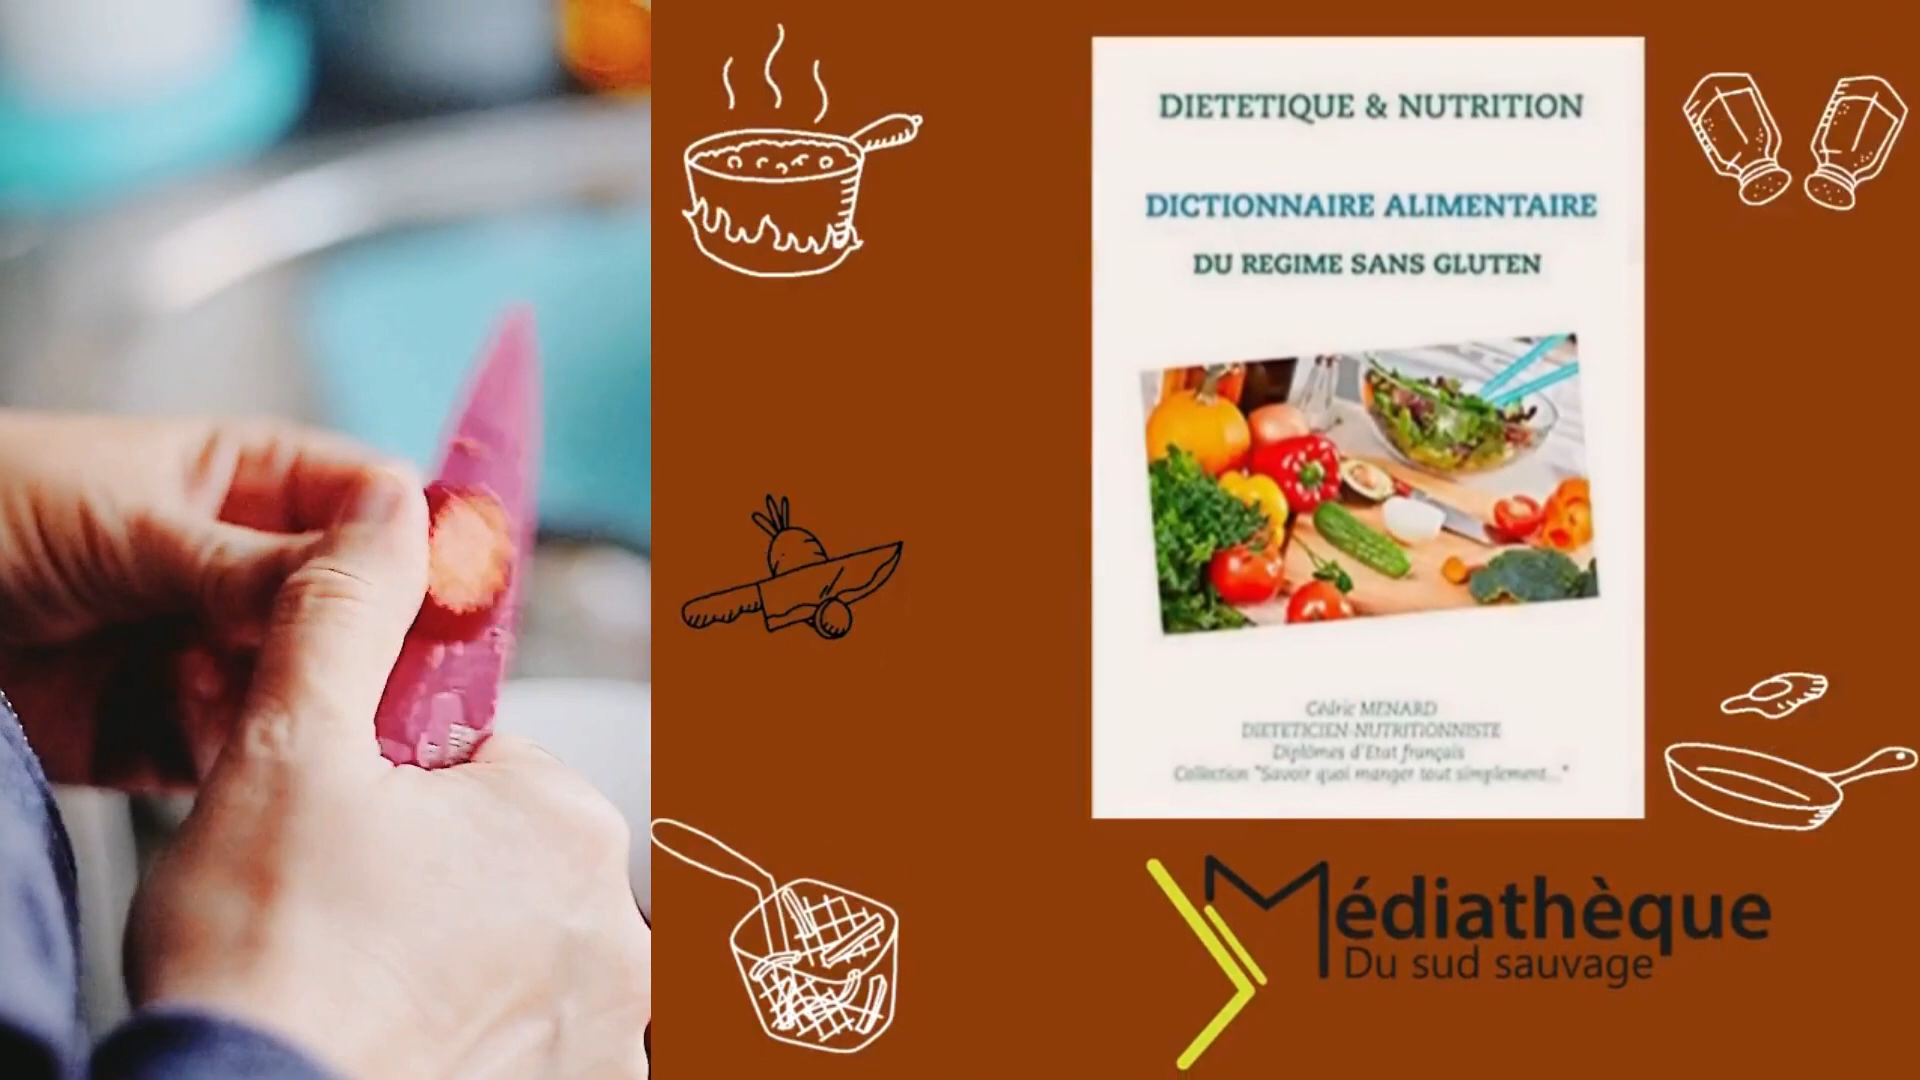 DIETETIQUE & NUTRITION
DICTIONNAIRE ALIMENTAIRE
DU REGIME SANS GLUTEN
Cédric MENARD
DIETETICIEN-NUTRITIONNISTE
Diplômes d'Etat français
Collection "Savoir quoi manger tout simplement..."
Médiathèque
Du sud sauvage